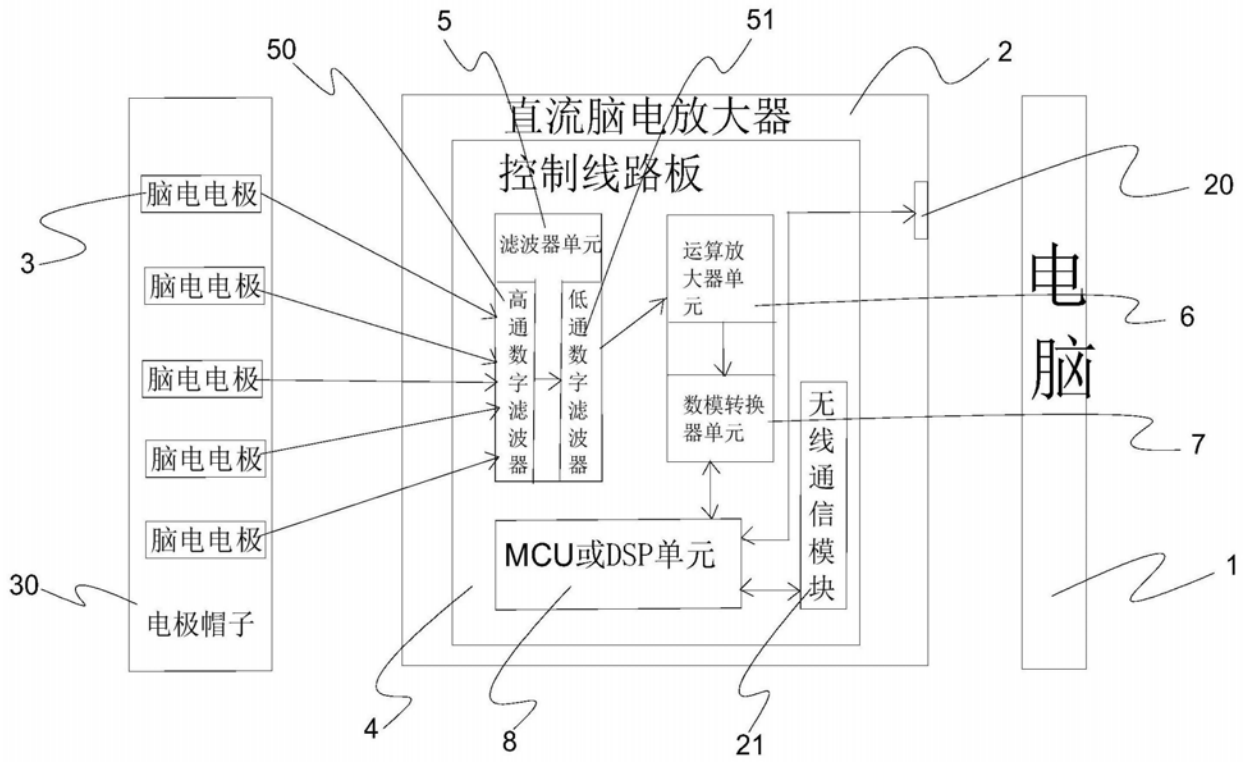 5
51
50
2
直流脑电放大器
控制线路板
20
脑电电极
3
滤波器单元
运算放
大器单
元
脑电电极
高通数字滤波器
低通数字滤波器
电脑
6
脑电电极
数模转换
器单元
无线通信模块
7
脑电电极
脑电电极
MCU或DSP单元
30
电极帽子
1
4
8
21